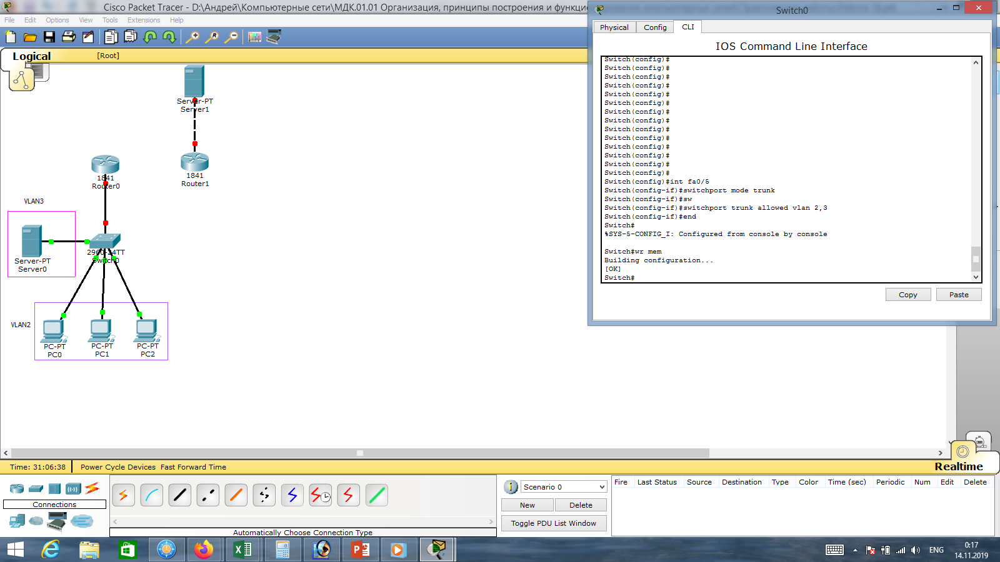 Cisco Packet Tracer - D:\Андрей\Компьютерные сети\МДК.01.01 Организация, принципы построения и функцио
File Edit Options View Tools Extensions Help
Logical
[Root]
Server-PT
Server1
1841
Router0
1841
Router1
VLAN3
Server-PT
Server0
2960-24TT
Switch0
VLAN2
PC-PT
PC0
PC-PT
PC1
PC-PT
PC2
Switch0
Physical Config CLI
IOS Command Line Interface
Switch(config)#
Switch(config)#
Switch(config)#
Switch(config)#
Switch(config)#
Switch(config)#
Switch(config)#
Switch(config)#
Switch(config)#
Switch(config)#
Switch(config)#
Switch(config)#
Switch(config)#
Switch(config)#
Switch(config)#int fa0/5
Switch(config-if)#switchport mode trunk
Switch(config-if)#sw
Switch(config-if)#switchport trunk allowed vlan 2,3
Switch(config-if)#end
Switch#
%SYS-5-CONFIG_I: Configured from console by console
Switch#wr mem
Building configuration...
[OK]
Switch#
Copy Paste
Time: 31:06:38 Power Cycle Devices Fast Forward Time
Realtime
Connections
Automatically Choose Connection Type
Scenario 0
New Delete
Toggle PDU List Window
Fire Last Status Source Destination Type Color Time (sec) Periodic Num Edit Delete
ENG
0:17
14.11.2019